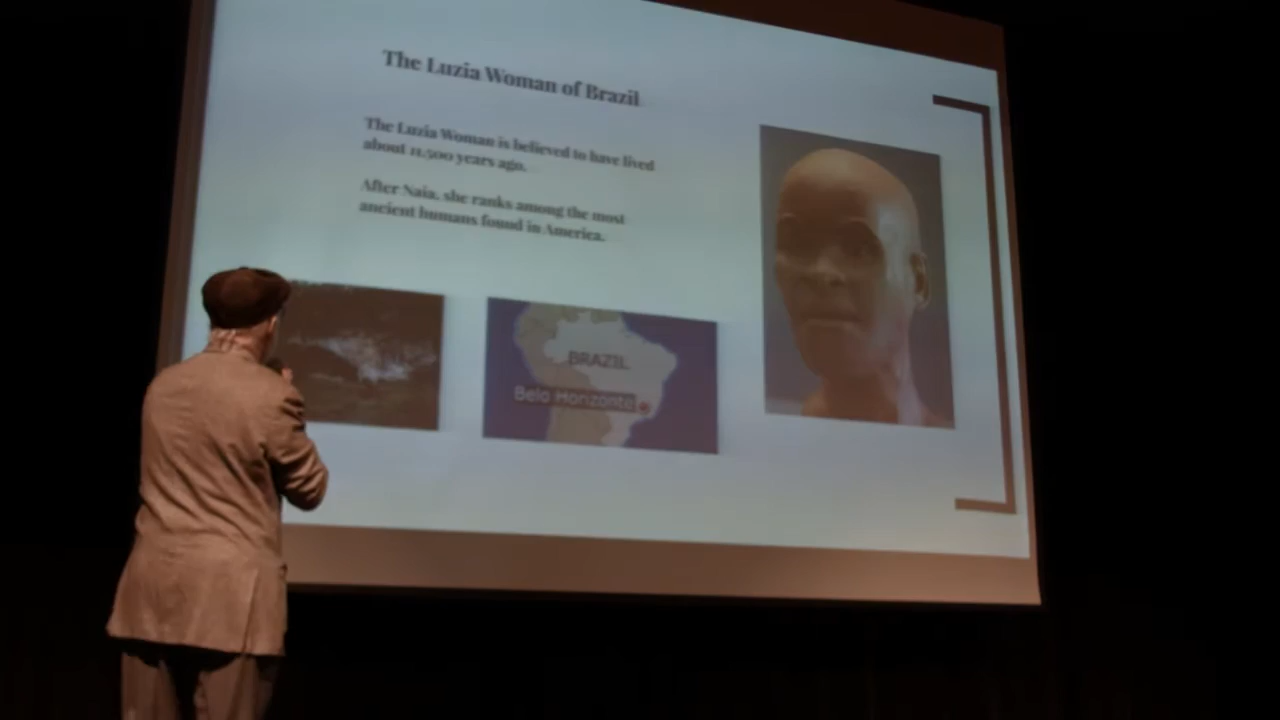 The Luzia Woman of Brazil
The Luzia Woman is believed to have lived
about 11,500 years ago.
After Naia, she ranks among the most
ancient humans found in America.
BRAZIL
Belo Horizonte